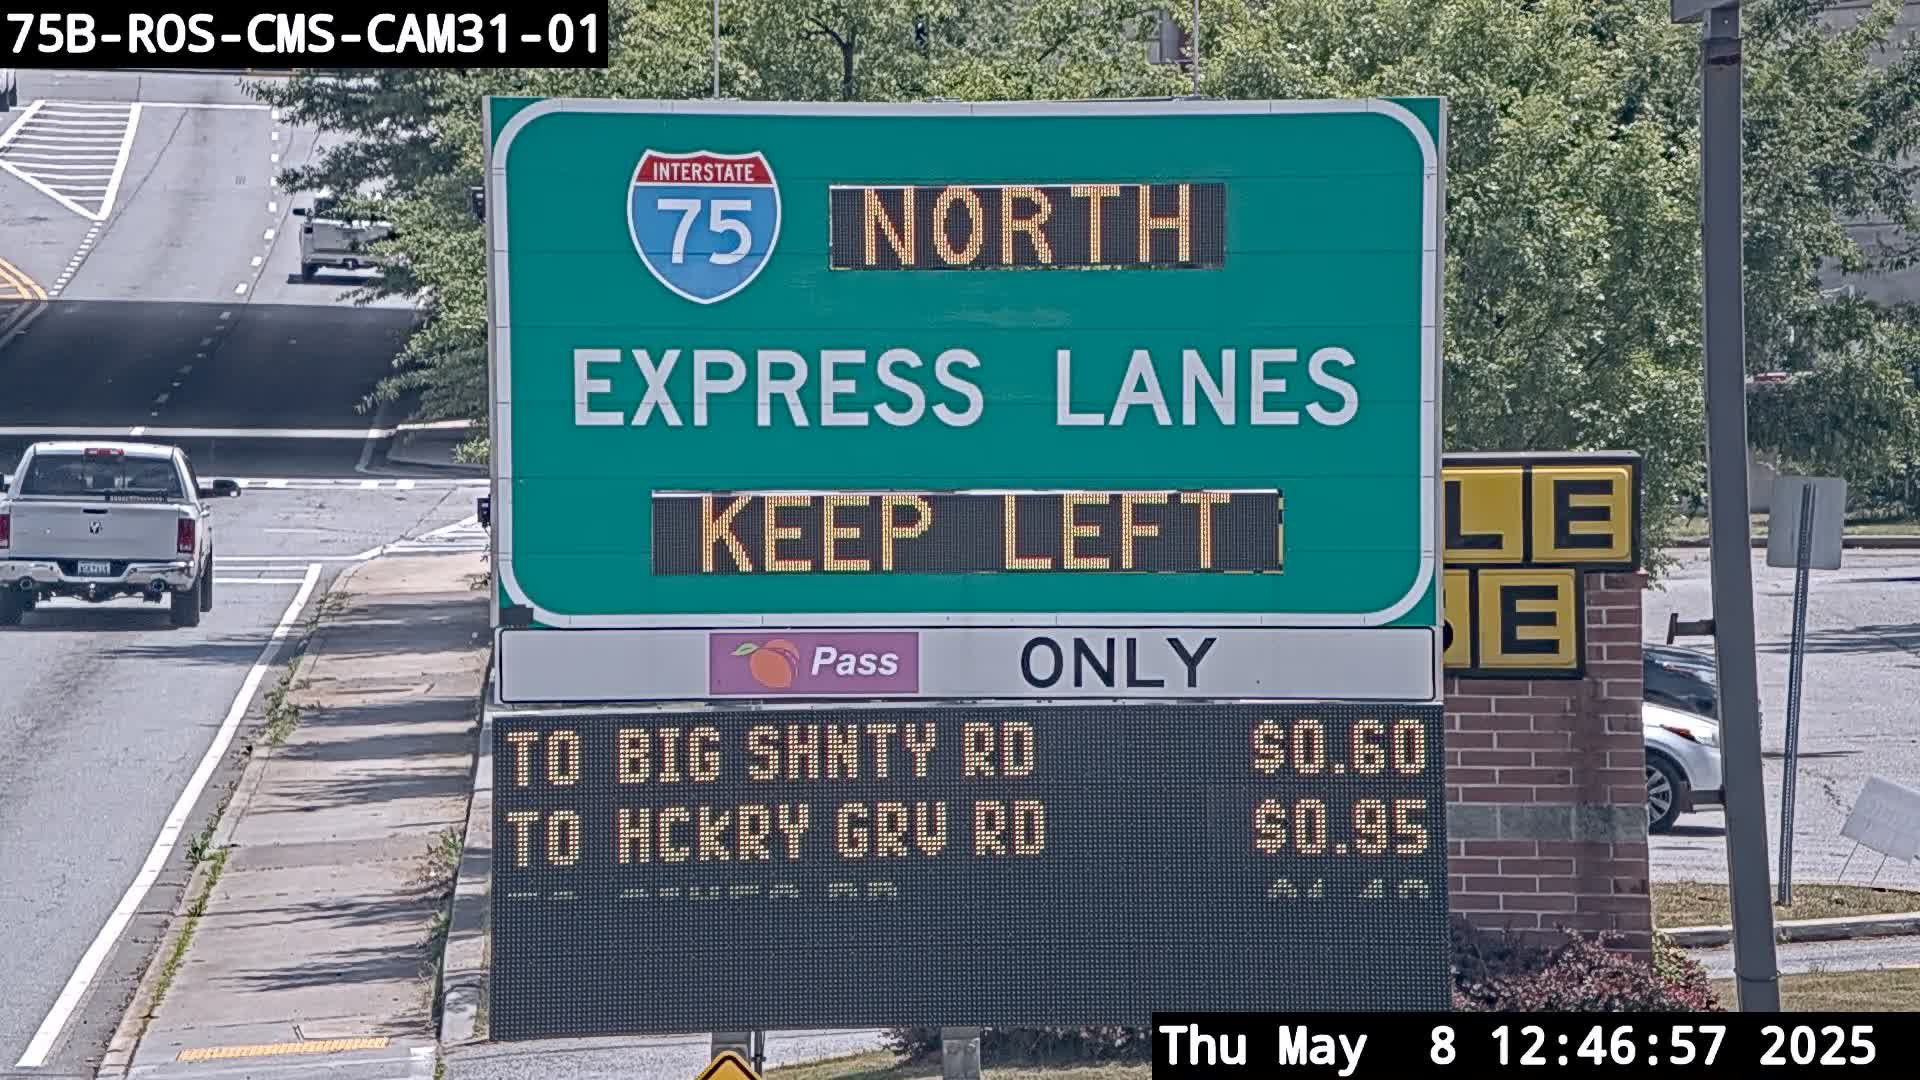 75B-ROS-CMS-CAM31-01
INTERSTATE
75
NORTH
EXPRESS LANES
KEEP LEFT
Pass ONLY
TO BIG SHNTY RD $0.60
TO HCKRY GRV RD $0.95
LE
E
Thu May 8 12:46:57 2025